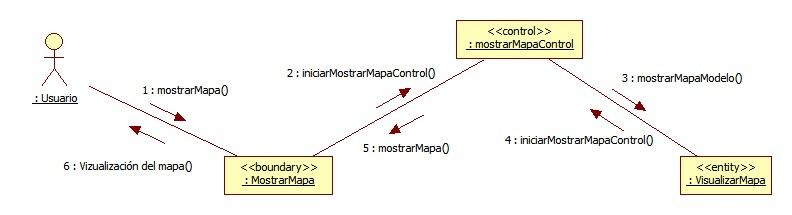 <<control>>
: mostrarMapaControl
2 : iniciarMostrarMapaControl()
3 : mostrarMapaModelo()
1 : mostrarMapa()
: Usuario
4 : iniciarMostrarMapaControl()
5 : mostrarMapa()
6 : Vizualización del mapa()
<<boundary>>
: MostrarMapa
<<entity>>
: VisualizarMapa